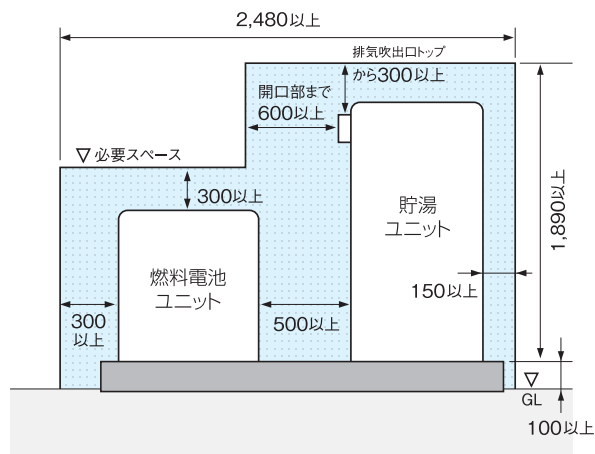 2,480以上
排気吹出口トップ
から300以上
開口部まで
600以上
必要スペース
300以上
貯湯
ユニット
1,890以上
燃料電池
ユニット
150以上
300
以上
500以上
GL
100以上